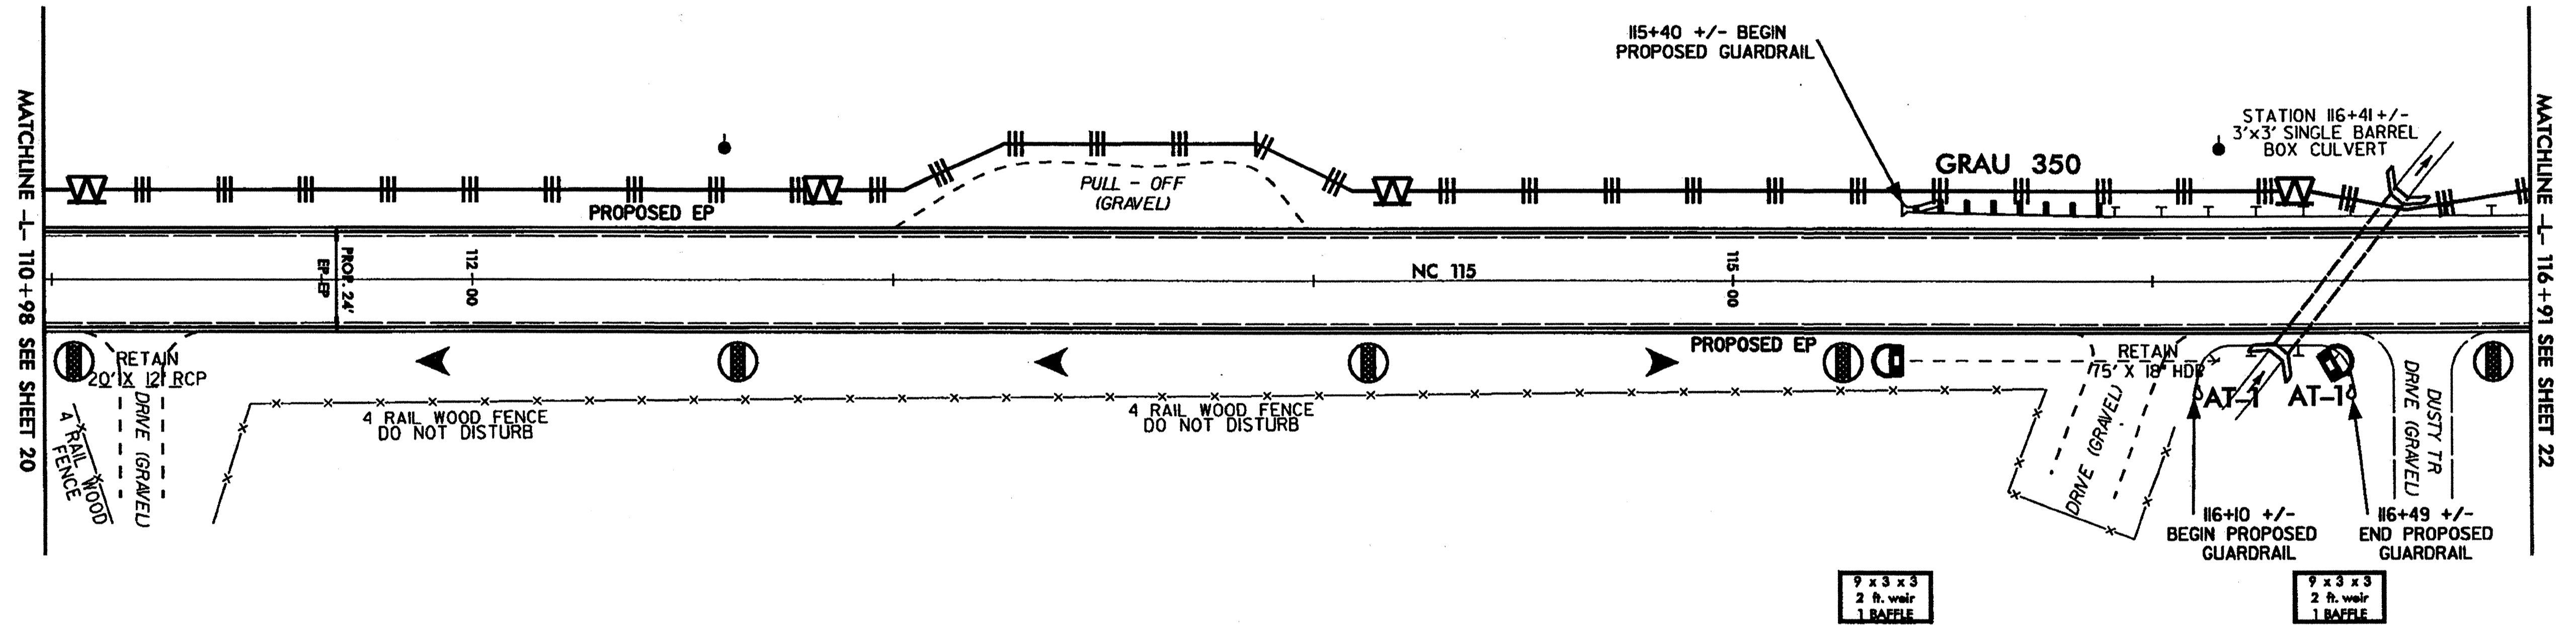 MATCHLINE -L- 110+98 SEE SHEET 20
115+40 +/- BEGIN
PROPOSED GUARDRAIL
GRAU 350
STATION 116+41+/-
3'x3' SINGLE BARREL
BOX CULVERT
PULL - OFF
(GRAVEL)
PROPOSED EP
PROP. 24'
EP-EP
112+00
NC 115
115+00
PROPOSED EP
RETAIN
20' X 12" RCP
DRIVE (GRAVEL)
4 RAIL WOOD
FENCE
4 RAIL WOOD FENCE
DO NOT DISTURB
4 RAIL WOOD FENCE
DO NOT DISTURB
RETAIN
75' X 18" HDP
DRIVE (GRAVEL)
AT-1
AT-1
DUSTY TR
DRIVE (GRAVEL)
116+10 +/-
BEGIN PROPOSED
GUARDRAIL
116+49 +/-
END PROPOSED
GUARDRAIL
9 x 3 x 3
2 ft. weir
1 BAFFLE
9 x 3 x 3
2 ft. weir
1 BAFFLE
MATCHLINE -L- 116+91 SEE SHEET 22